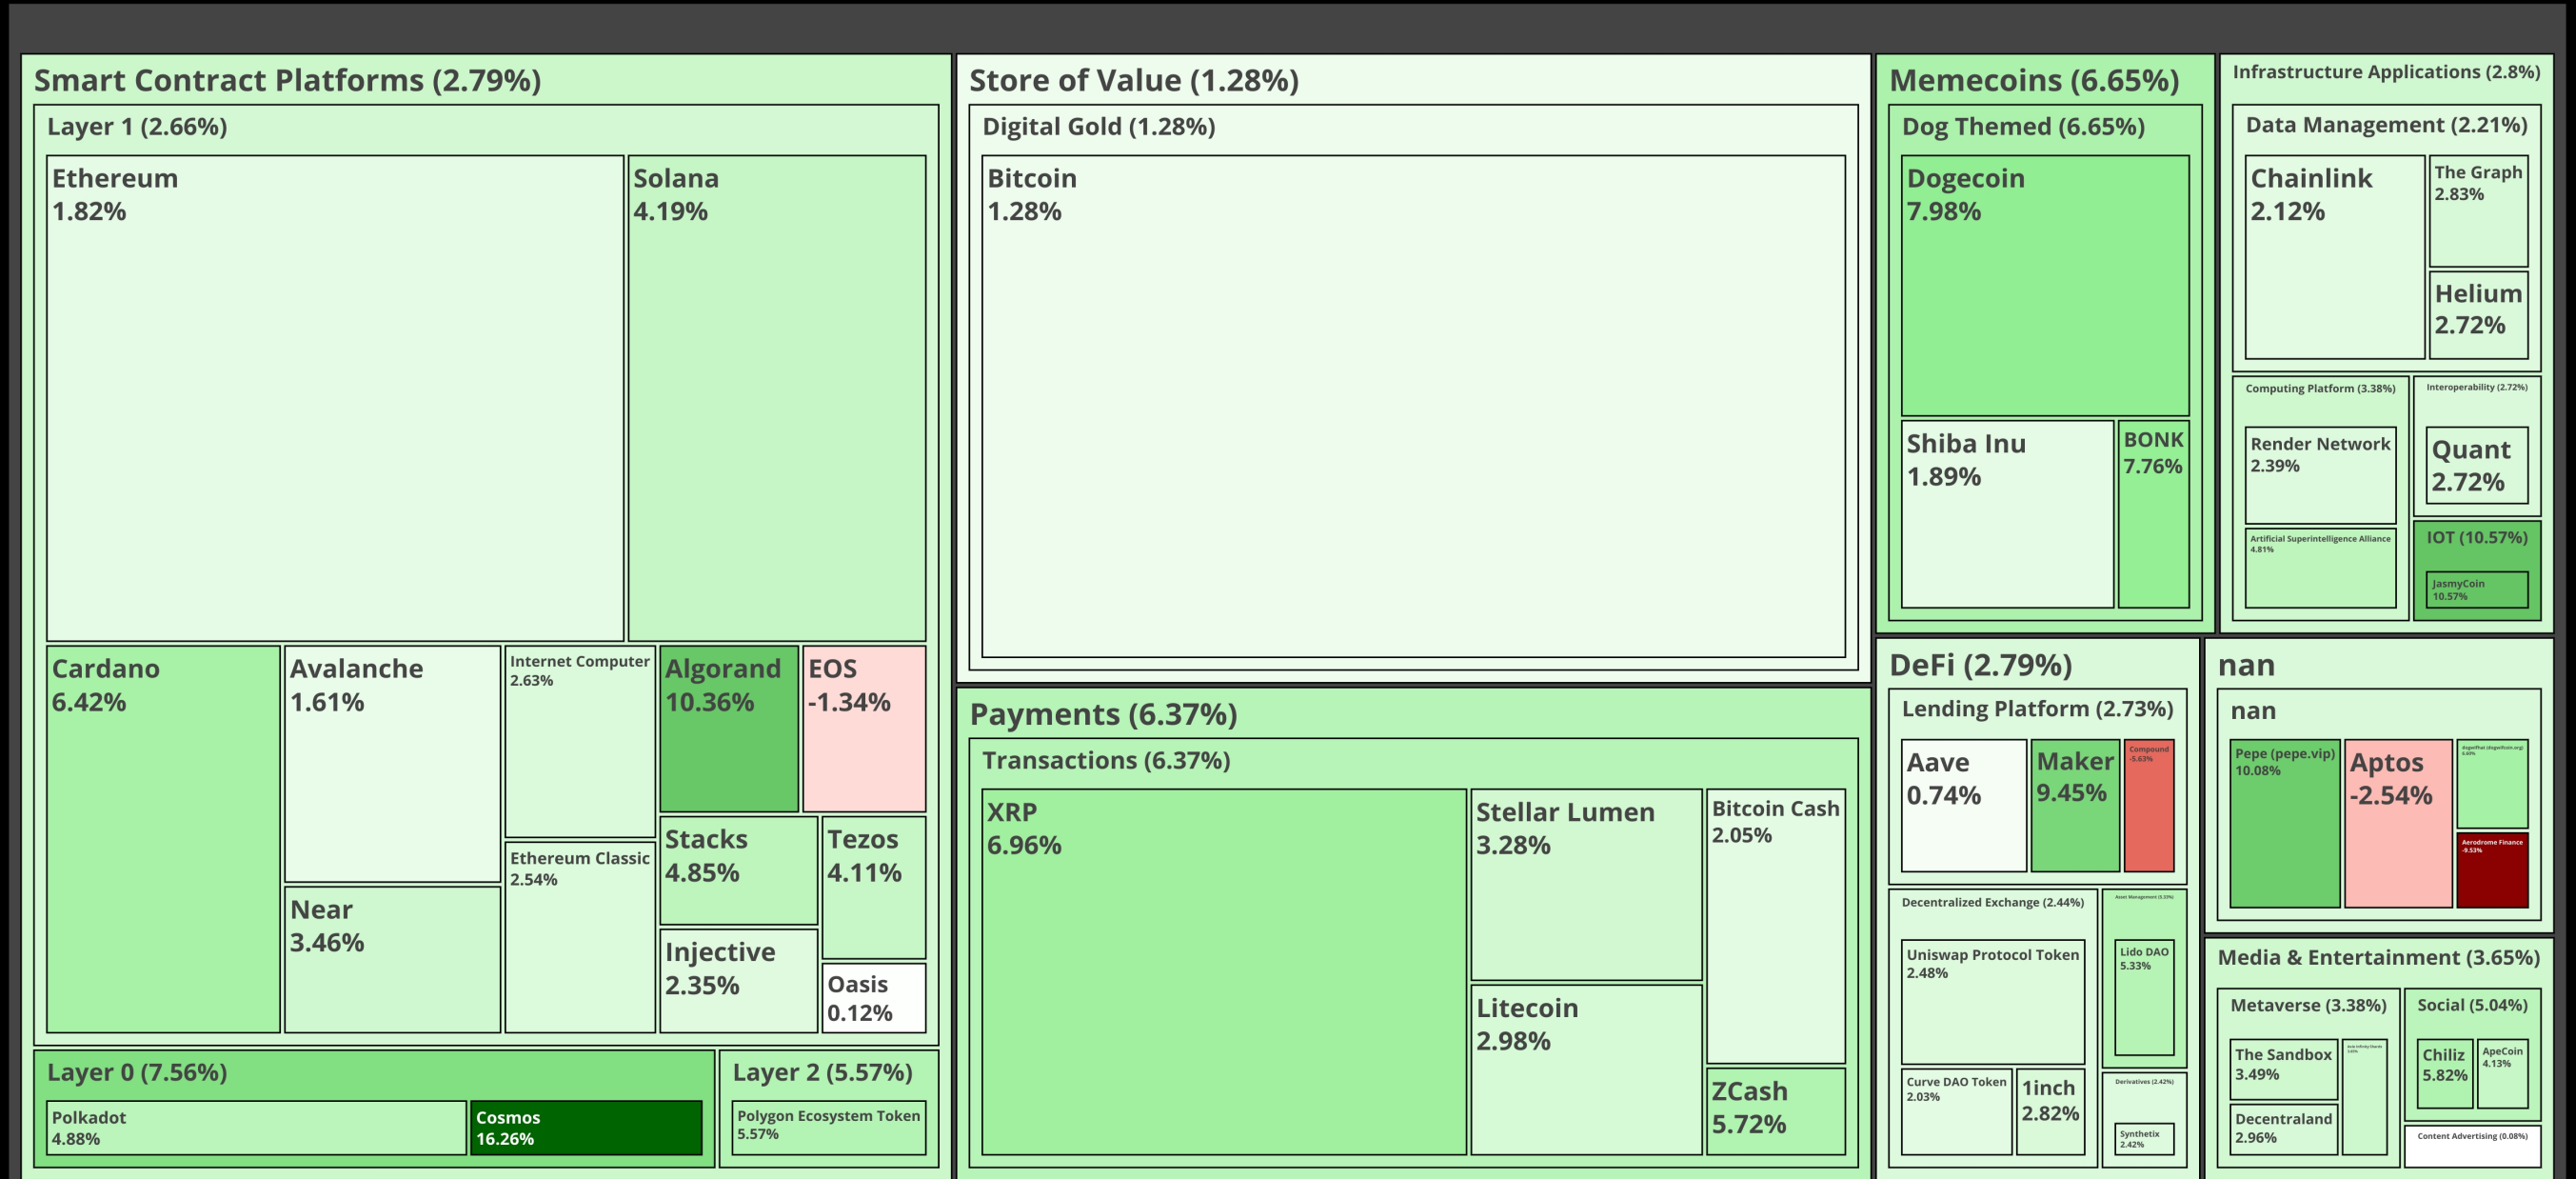 Smart Contract Platforms (2.79%)
Layer 1 (2.66%)
Ethereum
1.82%
Solana
4.19%
Cardano
6.42%
Avalanche
1.61%
Near
3.46%
Internet Computer
2.63%
Ethereum Classic
2.54%
Algorand
10.36%
EOS
-1.34%
Stacks
4.85%
Tezos
4.11%
Injective
2.35%
Oasis
0.12%
Layer 0 (7.56%)
Polkadot
4.88%
Cosmos
16.26%
Layer 2 (5.57%)
Polygon Ecosystem Token
5.57%
Store of Value (1.28%)
Digital Gold (1.28%)
Bitcoin
1.28%
Payments (6.37%)
Transactions (6.37%)
XRP
6.96%
Stellar Lumen
3.28%
Litecoin
2.98%
Bitcoin Cash
2.05%
ZCash
5.72%
Memecoins (6.65%)
Dog Themed (6.65%)
Dogecoin
7.98%
Shiba Inu
1.89%
BONK
7.76%
Infrastructure Applications (2.8%)
Data Management (2.21%)
Chainlink
2.12%
The Graph
2.83%
Helium
2.72%
Computing Platform (3.38%)
Render Network
2.39%
Artificial Superintelligence Alliance
4.81%
Interoperability (2.72%)
Quant
2.72%
IOT (10.57%)
JasmyCoin
10.57%
DeFi (2.79%)
Lending Platform (2.73%)
Aave
0.74%
Maker
9.45%
Compound
-5.63%
Decentralized Exchange (2.44%)
Uniswap Protocol Token
2.48%
Curve DAO Token
2.03%
1inch
2.82%
Asset Management (5.33%)
Lido DAO
5.33%
Derivatives (2.42%)
Synthetix
2.42%
nan
nan
Pepe (pepe.vip)
10.08%
Aptos
-2.54%
dogwifhat (dogwifcoin.org)
Aerodrome Finance
-9.53%
Media & Entertainment (3.65%)
Metaverse (3.38%)
The Sandbox
3.49%
Decentraland
2.96%
Social (5.04%)
Chiliz
5.82%
ApeCoin
4.13%
Content Advertising (0.08%)